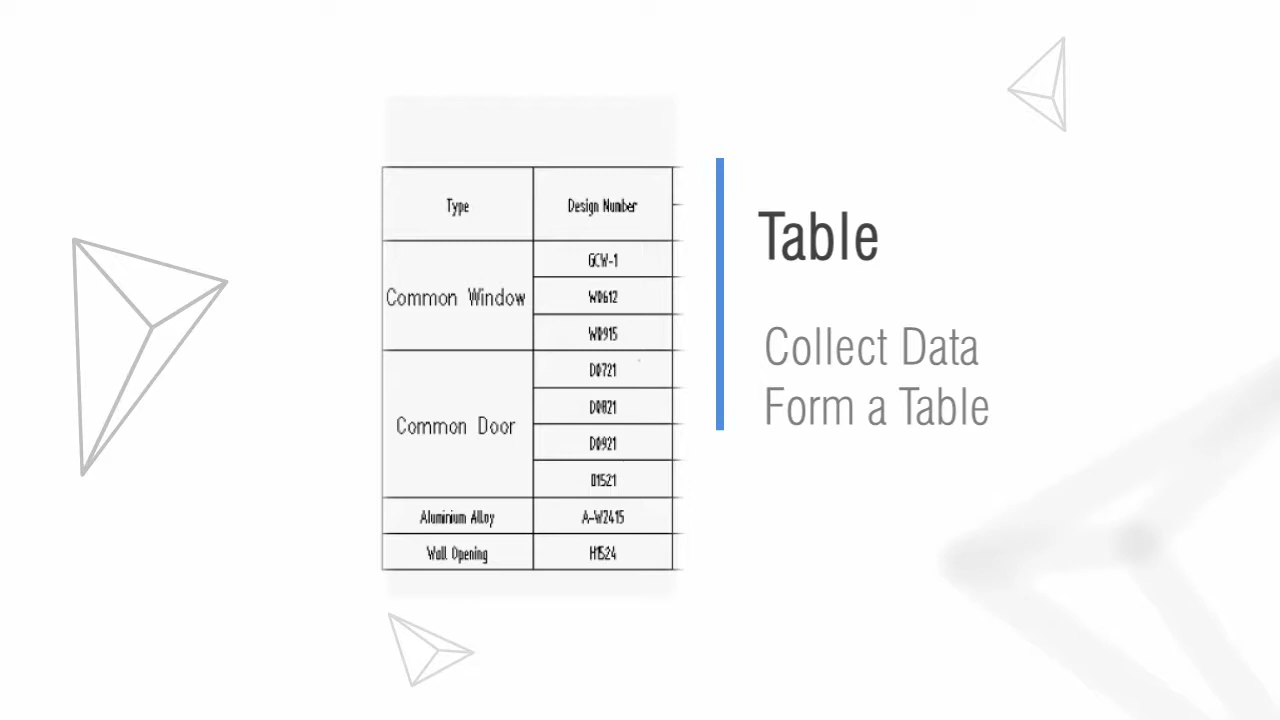 Type Design Number
Common Window
GCW-1
W0612
W0915
Common Door
D0721
D0821
D0921
D1521
Aluminium Alloy A-W2415
Wall Opening H1524
Table
Collect Data
Form a Table